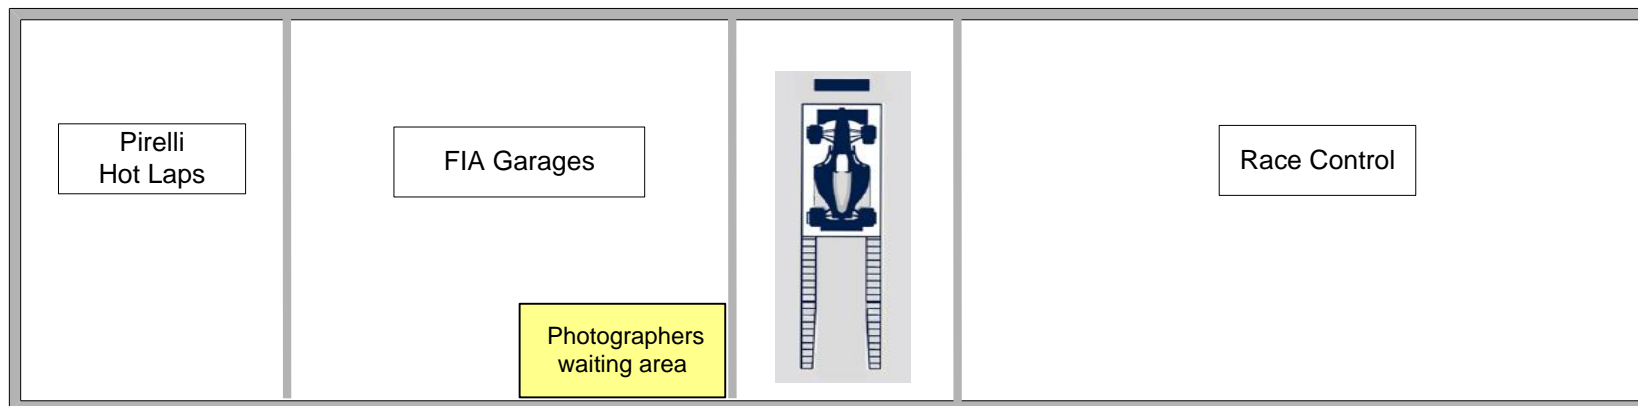 Pirelli
Hot Laps
FIA Garages
Race Control
Photographers
waiting area